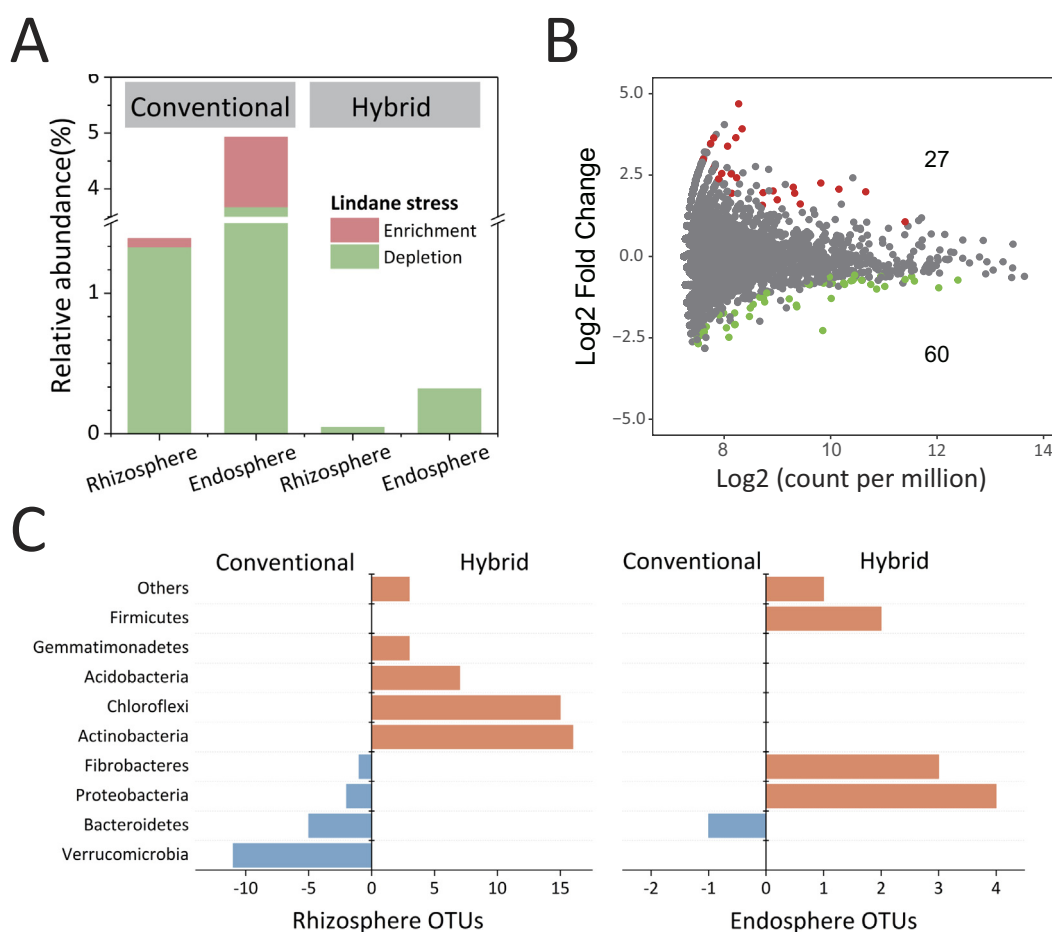 A
B
6
5
4
1
0
Relative abundance(%)
Conventional
Hybrid
Lindane stress
Enrichment
Depletion
Rhizosphere
Endosphere
Rhizosphere
Endosphere
5.0
2.5
0.0
−2.5
−5.0
Log2 Fold Change
27
60
8
10
12
14
Log2 (count per million)
C
Conventional
Hybrid
Conventional
Hybrid
Others
Firmicutes
Gemmatimonadetes
Acidobacteria
Chloroflexi
Actinobacteria
Fibrobacteres
Proteobacteria
Bacteroidetes
Verrucomicrobia
-10 -5 0 5 10 15
Rhizosphere OTUs
-2 -1 0 1 2 3 4
Endosphere OTUs